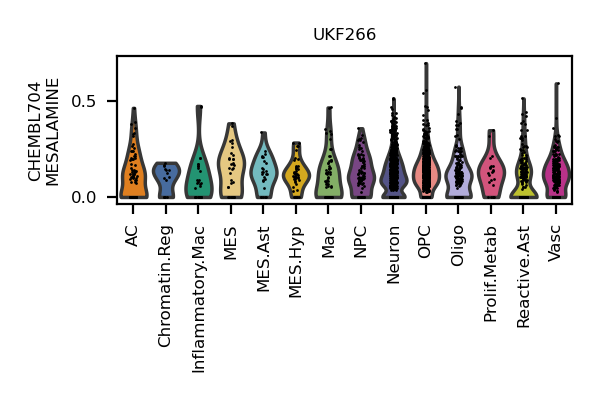 UKF266
CHEMBL704
MESALAMINE
0.5
0.0
AC
Chromatin.Reg
Inflammatory.Mac
MES
MES.Ast
MES.Hyp
Mac
NPC
Neuron
OPC
Oligo
Prolif.Metab
Reactive.Ast
Vasc